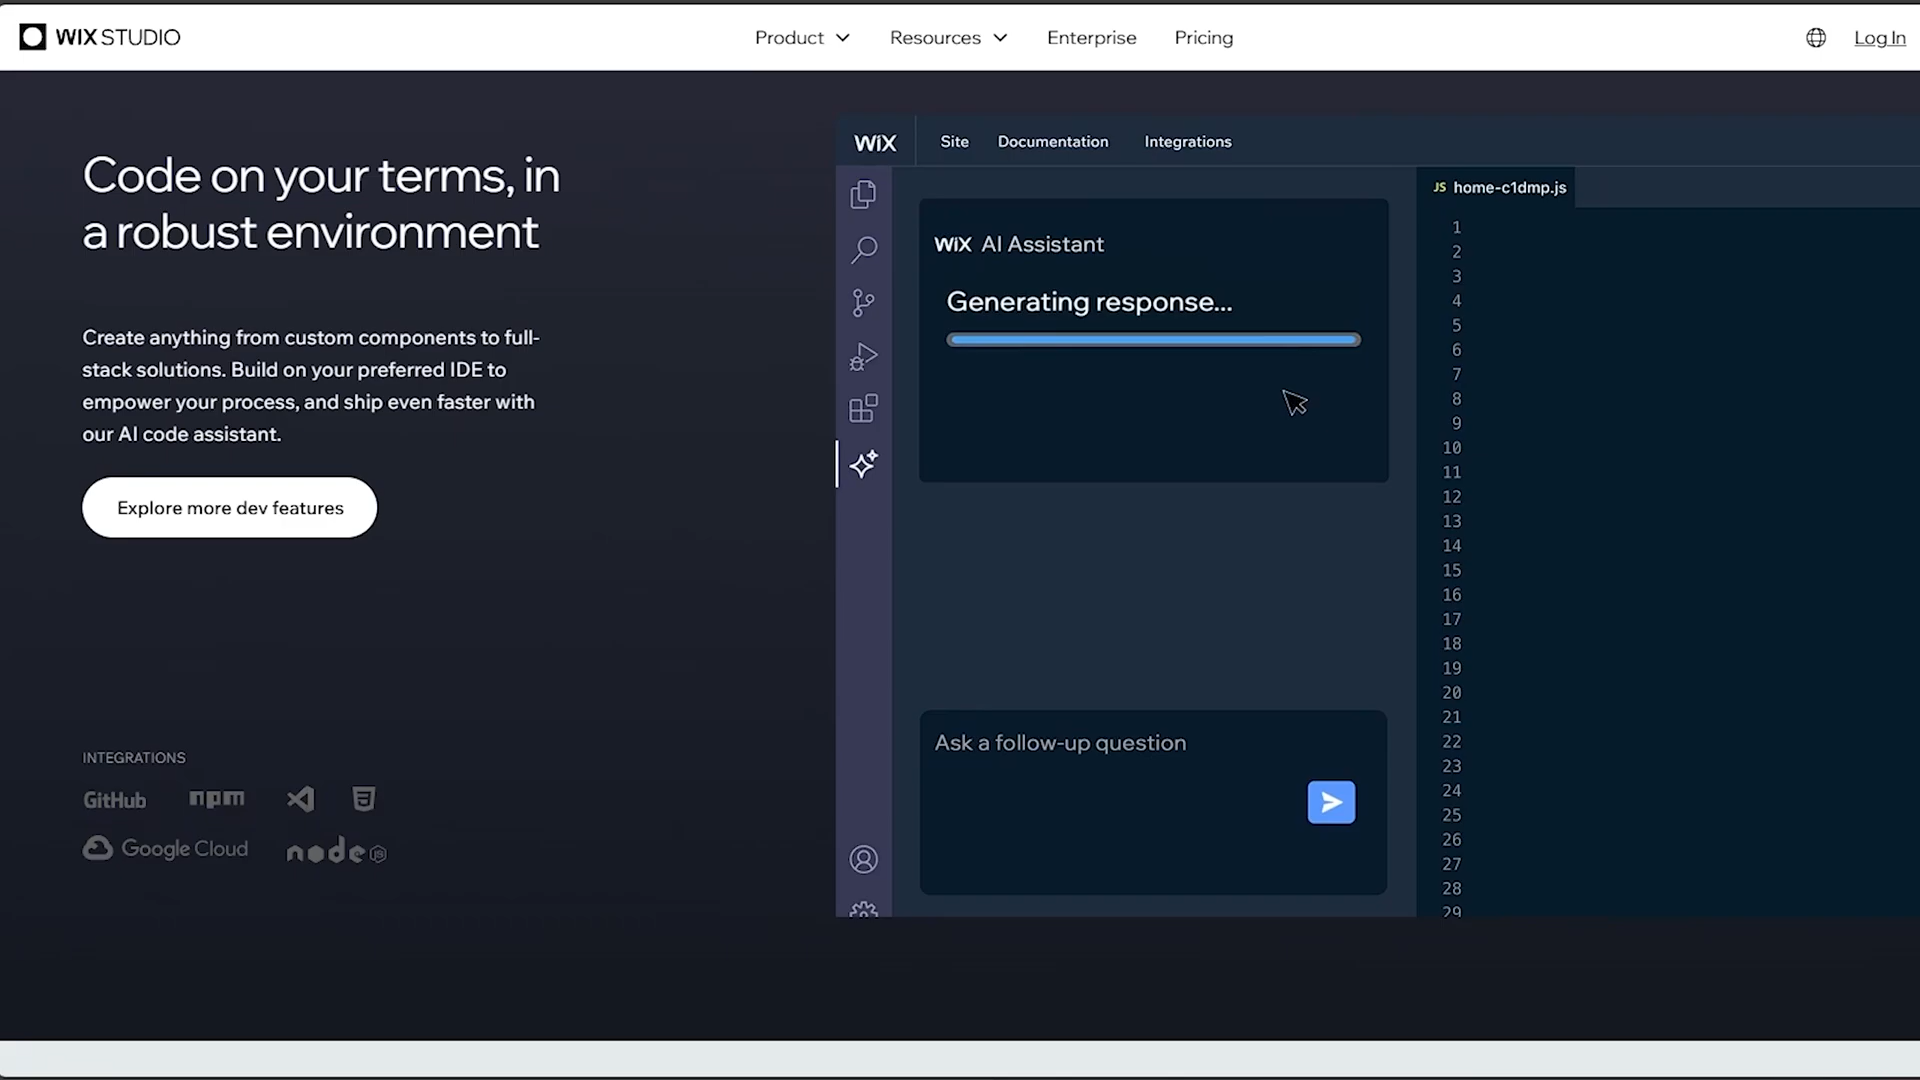 WIX STUDIO
Product
Resources
Enterprise
Pricing
Log In
Code on your terms, in
a robust environment
Create anything from custom components to full-
stack solutions. Build on your preferred IDE to
empower your process, and ship even faster with
our AI code assistant.
Explore more dev features
INTEGRATIONS
GitHub
npm
Google Cloud
node JS
WiX
Site
Documentation
Integrations
WiX AI Assistant
Generating response...
Ask a follow-up question
JS home-c1dmp.js
1
2
3
4
5
6
7
8
9
10
11
12
13
14
15
16
17
18
19
20
21
22
23
24
25
26
27
28
29